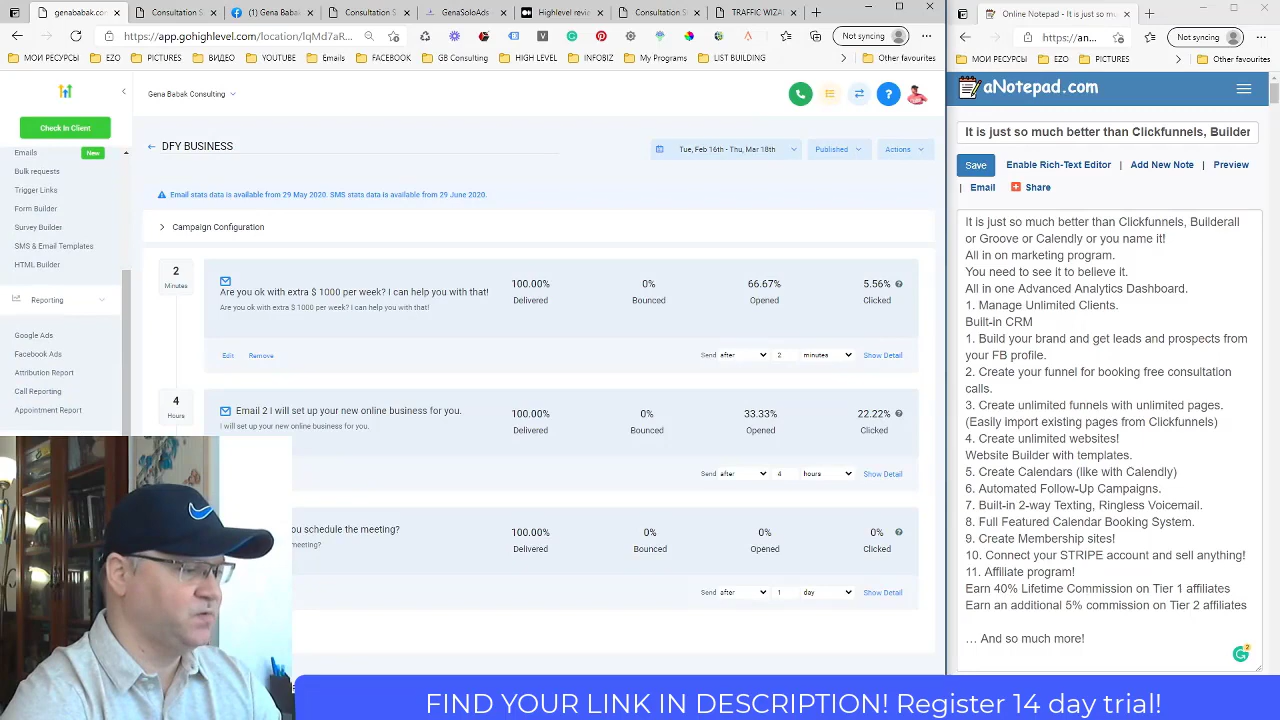 genababak.com:
Consultation S
Gena Babak
Consultation S
GenaSoloAds
Highlevel revie
Consultation S
TRAFFIC WIZA
https://app.gohighlevel.com/location/lqMd7aR...
Not syncing
МОИ РЕСУРСЫ
EZO
PICTURES
ВИДЕО
YOUTUBE
Emails
FACEBOOK
GB Consulting
HIGH LEVEL
INFOBIZ
My Programs
LIST BUILDING
Other favourites
Gena Babak Consulting
Check In Client
Emails
New
Bulk requests
Trigger Links
Form Builder
Survey Builder
SMS & Email Templates
HTML Builder
Reporting
Google Ads
Facebook Ads
Attribution Report
Call Reporting
Appointment Report
DFY BUSINESS
Tue, Feb 16th - Thu, Mar 18th
Published
Actions
Email stats data is available from 29 May 2020. SMS stats data is available from 29 June 2020.
Campaign Configuration
2
Minutes
Are you ok with extra $ 1000 per week? I can help you with that!
Are you ok with extra $ 1000 per week? I can help you with that!
100.00%
Delivered
0%
Bounced
66.67%
Opened
5.56%
Clicked
Edit
Remove
Send after 2 minutes
Show Detail
4
Hours
Email 2 I will set up your new online business for you.
I will set up your new online business for you.
100.00%
Delivered
0%
Bounced
33.33%
Opened
22.22%
Clicked
Send after 4 hours
Show Detail
ou schedule the meeting?
meeting?
100.00%
Delivered
0%
Bounced
0%
Opened
0%
Clicked
Send after 1 day
Show Detail
Online Notepad - It is just so mu
https://an...
Not syncing
МОИ РЕСУРСЫ
EZO
PICTURES
Other favourites
aNotepad.com
It is just so much better than Clickfunnels, Builder
Save
Enable Rich-Text Editor | Add New Note | Preview
| Email
Share
It is just so much better than Clickfunnels, Builderall
or Groove or Calendly or you name it!
All in on marketing program.
You need to see it to believe it.
All in one Advanced Analytics Dashboard.
1. Manage Unlimited Clients.
Built-in CRM
1. Build your brand and get leads and prospects from
your FB profile.
2. Create your funnel for booking free consultation
calls.
3. Create unlimited funnels with unlimited pages.
(Easily import existing pages from Clickfunnels)
4. Create unlimited websites!
Website Builder with templates.
5. Create Calendars (like with Calendly)
6. Automated Follow-Up Campaigns.
7. Built-in 2-way Texting, Ringless Voicemail.
8. Full Featured Calendar Booking System.
9. Create Membership sites!
10. Connect your STRIPE account and sell anything!
11. Affiliate program!
Earn 40% Lifetime Commission on Tier 1 affiliates
Earn an additional 5% commission on Tier 2 affiliates
… And so much more!
FIND YOUR LINK IN DESCRIPTION! Register 14 day trial!